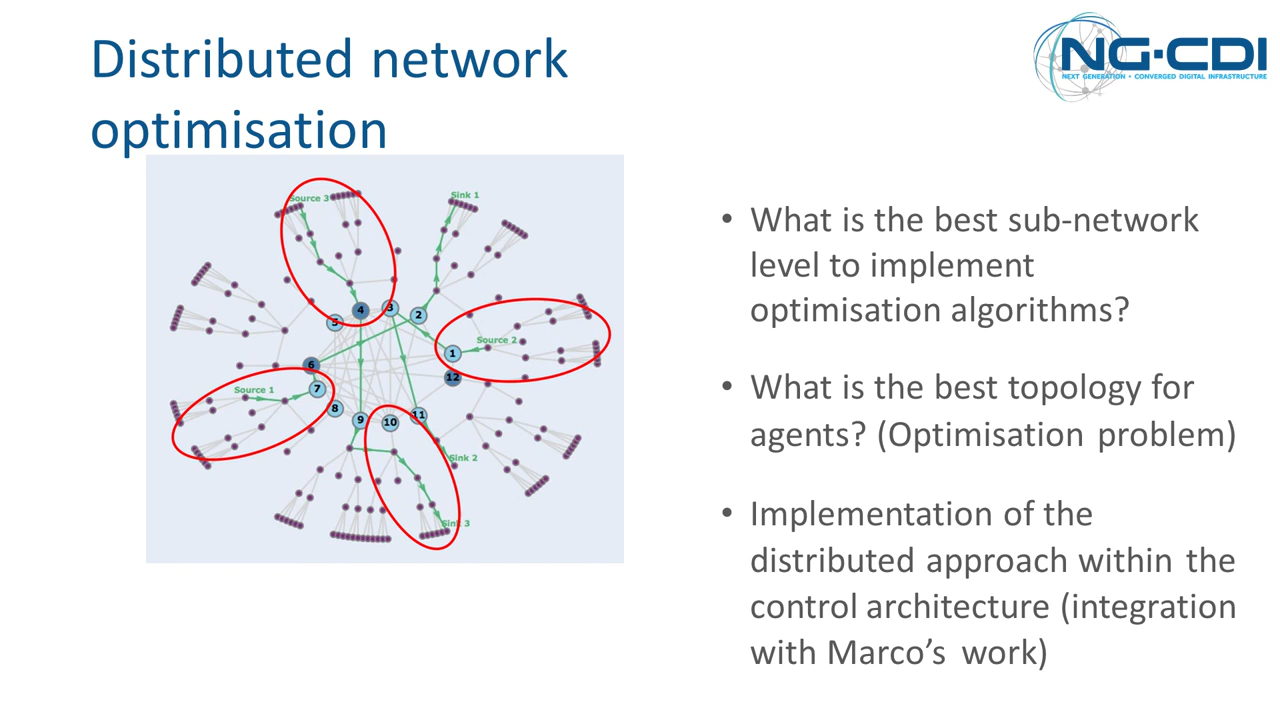 Distributed network
optimisation
NG-CDI
NEXT GENERATION • CONVERGED DIGITAL INFRASTRUCTURE
Source 3
Sink 1
4
3
2
5
1
Source 2
12
6
7
Source 1
8
9
10
11
Sink 2
Sink 3
• What is the best sub-network
level to implement
optimisation algorithms?
• What is the best topology for
agents? (Optimisation problem)
• Implementation of the
distributed approach within the
control architecture (integration
with Marco’s work)